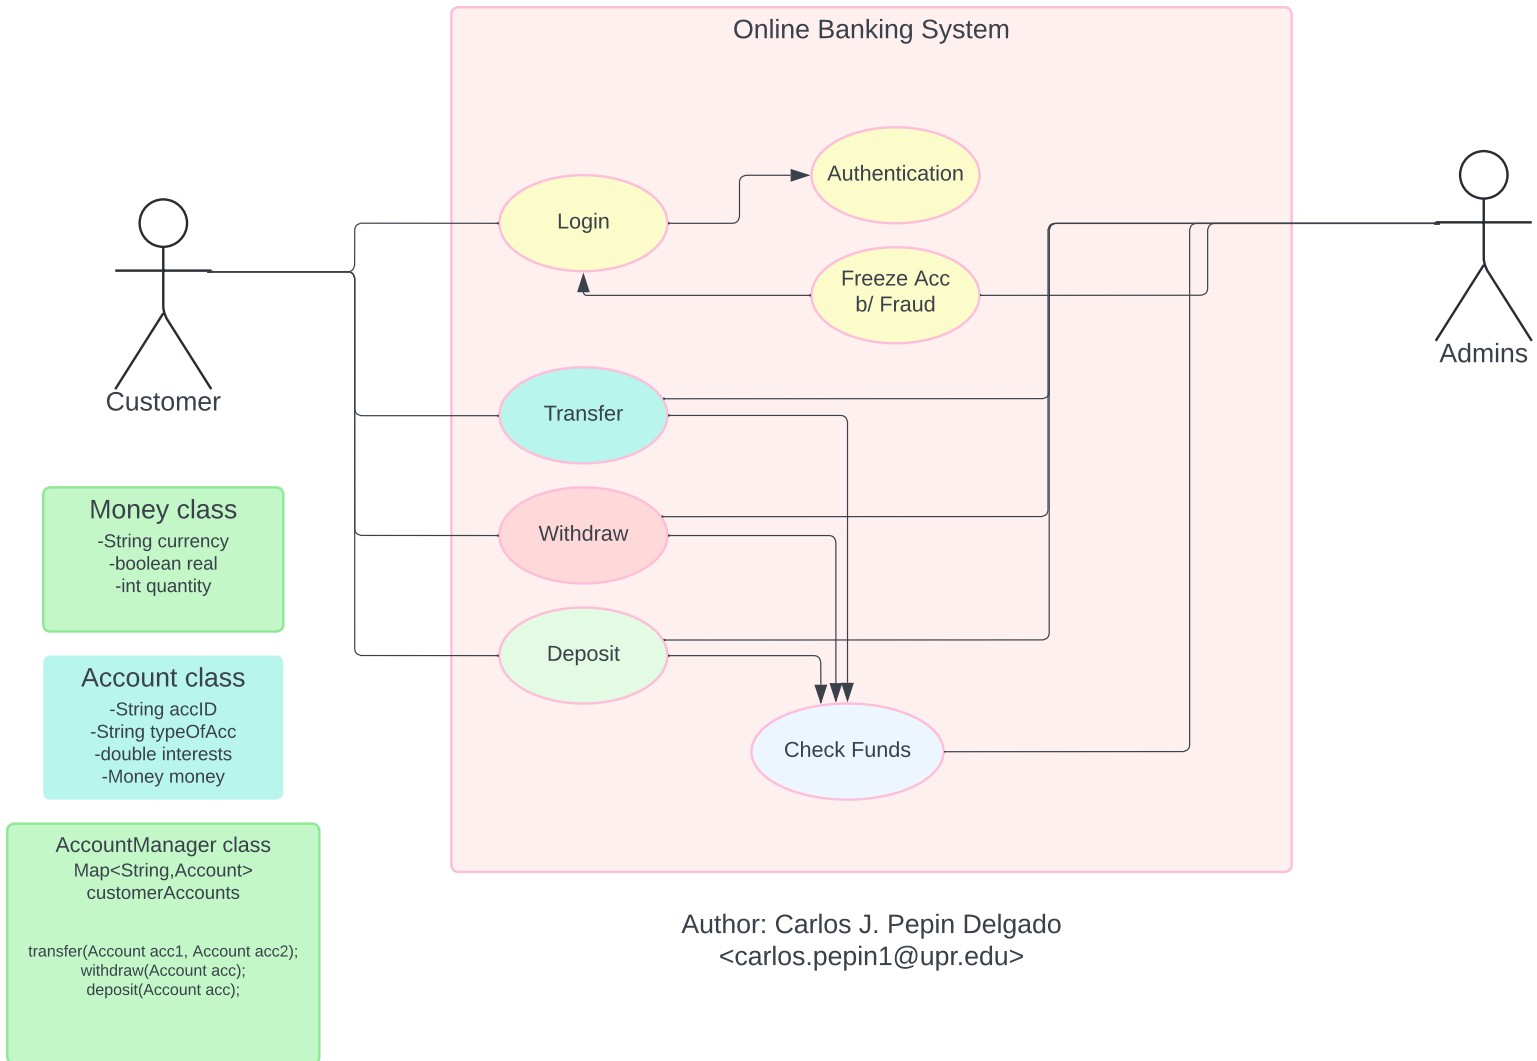 Online Banking System
Authentication
Login
Freeze Acc
b/ Fraud
Admins
Customer
Transfer
Money class
-String currency
-boolean real
-int quantity
Withdraw
Deposit
Account class
-String accID
-String typeOfAcc
-double interests
-Money money
Check Funds
AccountManager class
Map<String,Account>
customerAccounts
transfer(Account acc1, Account acc2);
withdraw(Account acc);
deposit(Account acc);
Author: Carlos J. Pepin Delgado
<carlos.pepin1@upr.edu>